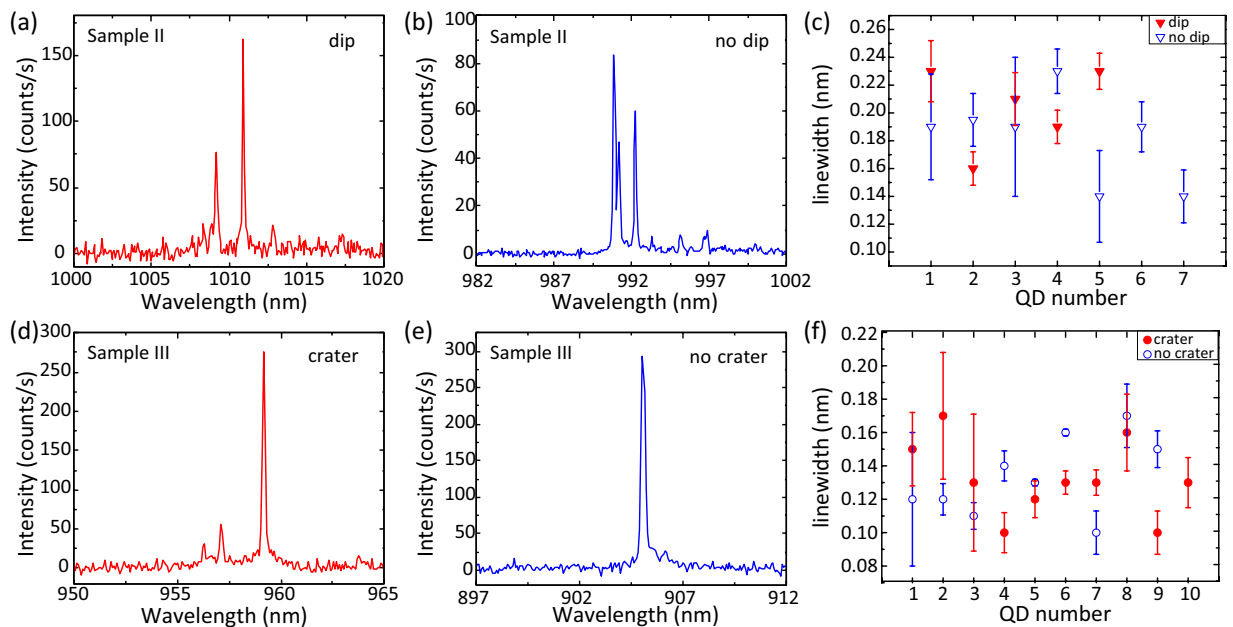 (a)
Sample II
dip
Intensity (counts/s)
150
100
50
0
1000
1005
1010
1015
1020
Wavelength (nm)
(b)
Sample II
no dip
Intensity (counts/s)
100
80
60
40
20
0
982
987
992
997
1002
Wavelength (nm)
(c)
dip
no dip
linewidth (nm)
0.26
0.24
0.22
0.20
0.18
0.16
0.14
0.12
0.10
1 2 3 4 5 6 7
QD number
(d)
Sample III
crater
Intensity (counts/s)
300
250
200
150
100
50
0
950
955
960
965
Wavelength (nm)
(e)
Sample III
no crater
Intensity (counts/s)
300
250
200
150
100
50
0
897
902
907
912
Wavelength (nm)
(f)
crater
no crater
linewidth (nm)
0.22
0.20
0.18
0.16
0.14
0.12
0.10
0.08
1 2 3 4 5 6 7 8 9 10
QD number